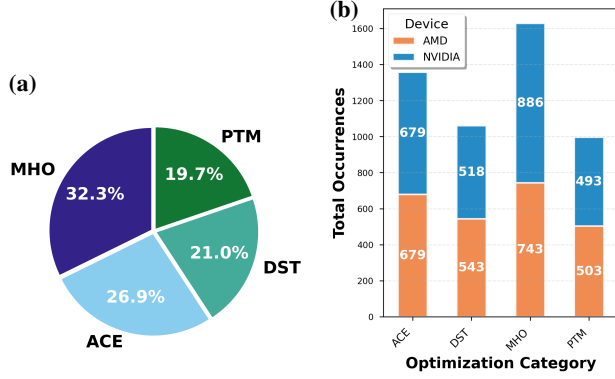 (a)
PTM
MHO
19.7%
32.3%
21.0%
DST
26.9%
ACE
(b)
Total Occurrences
1600
1400
1200
1000
800
600
400
200
0
Device
AMD
NVIDIA
679
518
886
493
679
543
743
503
ACE
DST
MHO
PTM
Optimization Category